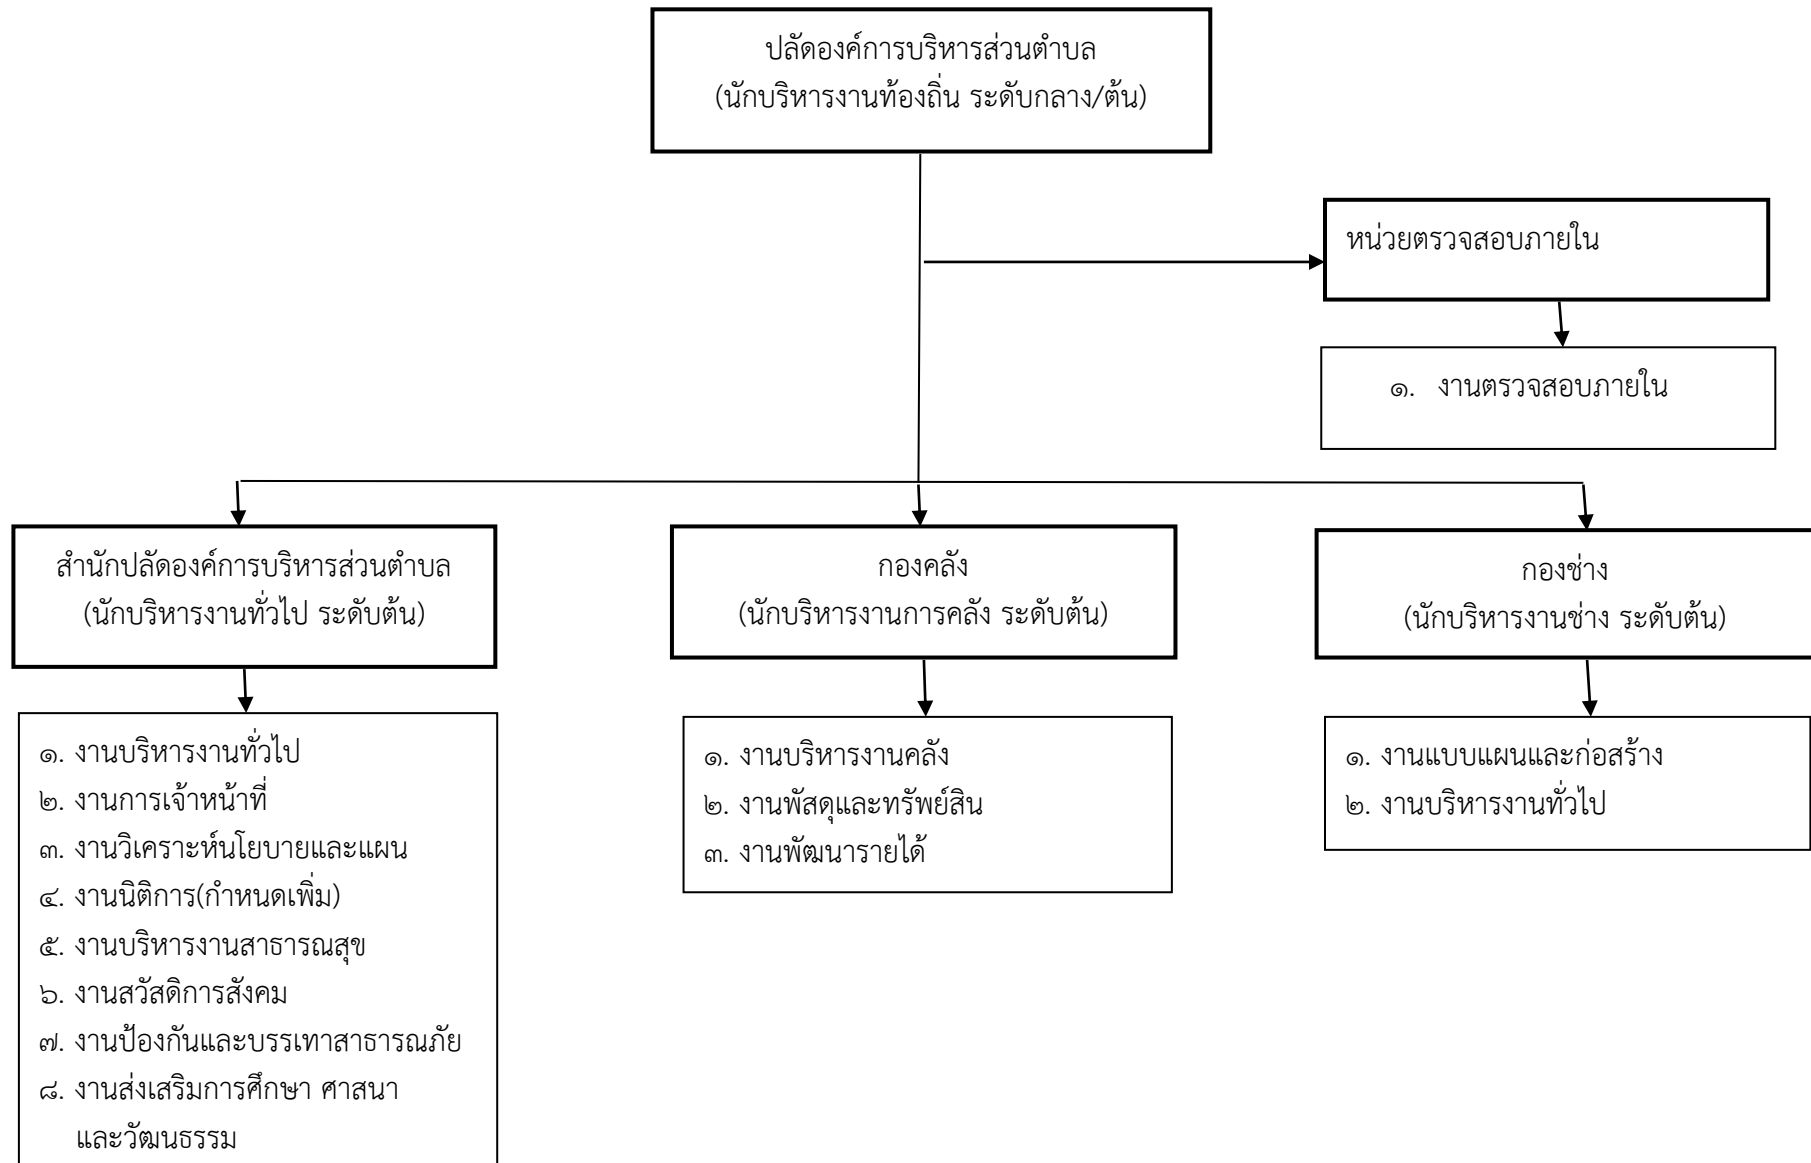 ปลัดองค์การบริหารส่วนตำบล
(นักบริหารงานท้องถิ่น ระดับกลาง/ต้น)
หน่วยตรวจสอบภายใน
๑. งานตรวจสอบภายใน
สำนักปลัดองค์การบริหารส่วนตำบล
(นักบริหารงานทั่วไป ระดับต้น)
๑. งานบริหารงานทั่วไป
๒. งานการเจ้าหน้าที่
๓. งานวิเคราะห์นโยบายและแผน
๔. งานนิติการ(กำหนดเพิ่ม)
๕. งานบริหารงานสาธารณสุข
๖. งานสวัสดิการสังคม
๗. งานป้องกันและบรรเทาสาธารณภัย
๘. งานส่งเสริมการศึกษา ศาสนา
และวัฒนธรรม
กองคลัง
(นักบริหารงานการคลัง ระดับต้น)
๑. งานบริหารงานคลัง
๒. งานพัสดุและทรัพย์สิน
๓. งานพัฒนารายได้
กองช่าง
(นักบริหารงานช่าง ระดับต้น)
๑. งานแบบแผนและก่อสร้าง
๒. งานบริหารงานทั่วไป